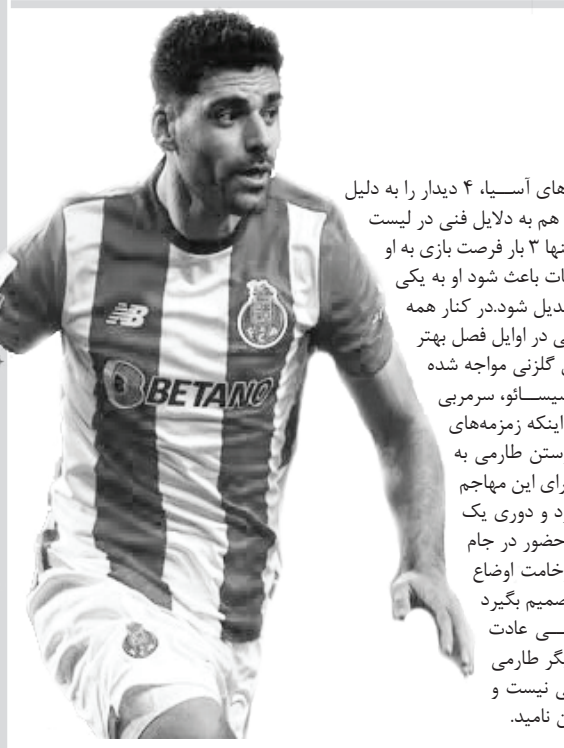 ‌های آسیا، ۴ دیدار را به دلیل
هم به دلایل فنی در لیست
نها ۳ بار فرصت بازی به او
ات باعث شود او به یکی
دیل شود.در کنار همه
ی در اوایل فصل بهتر
گلزنی مواجه شده
سیسائو، سرمربی
اینکه زمزمه‌های
ستن طارمی به
رای این مهاجم
د و دوری یک
حضور در جام
خامت اوضاع
صمیم بگیرد
ـی عادت
گر طارمی
ی نیست و
ن نامید.
BETANO